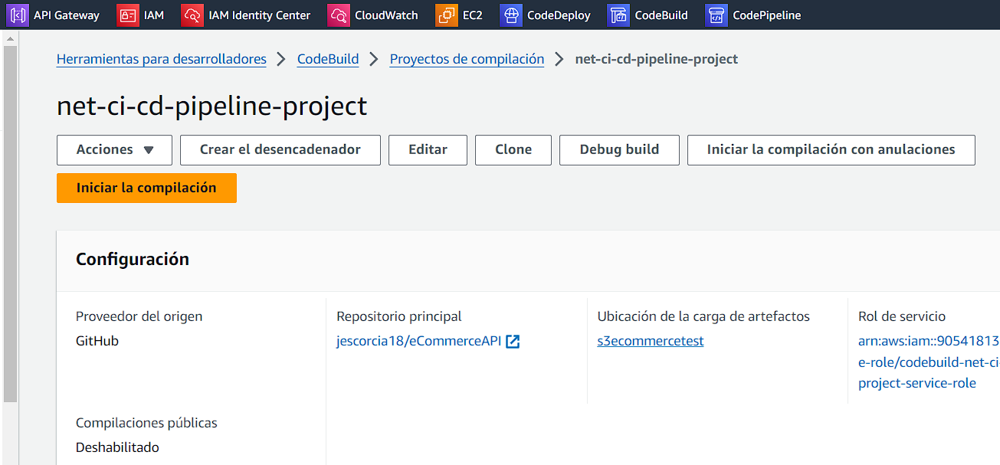 API Gateway IAM IAM Identity Center CloudWatch EC2 CodeDeploy CodeBuild CodePipeline
Herramientas para desarrolladores CodeBuild Proyectos de compilación net-ci-cd-pipeline-project
net-ci-cd-pipeline-project
Acciones Crear el desencadenador Editar Clone Debug build Iniciar la compilación con anulaciones
Iniciar la compilación
Configuración
Proveedor del origen Repositorio principal Ubicación de la carga de artefactos Rol de servicio
GitHub jescorcia18/eCommerceAPI s3ecommercetest arn:aws:iam::90541813
e-role/codebuild-net-ci-
project-service-role
Compilaciones públicas
Deshabilitado